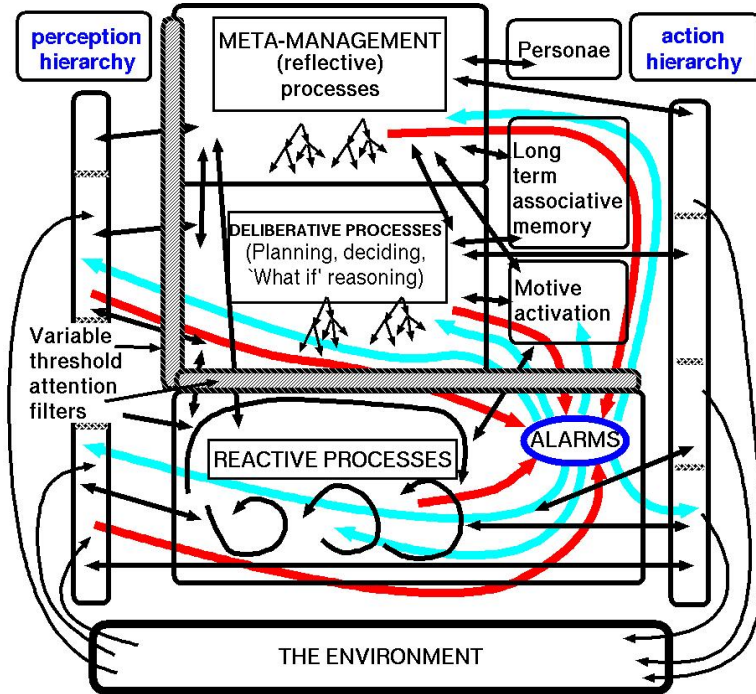 perception
hierarchy
META-MANAGEMENT
(reflective)
processes
Personae
action
hierarchy
Long
term
associative
memory
DELIBERATIVE PROCESSES
(Planning, deciding,
`What if' reasoning)
Motive
activation
Variable
threshold
attention
filters
ALARMS
REACTIVE PROCESSES
THE ENVIRONMENT